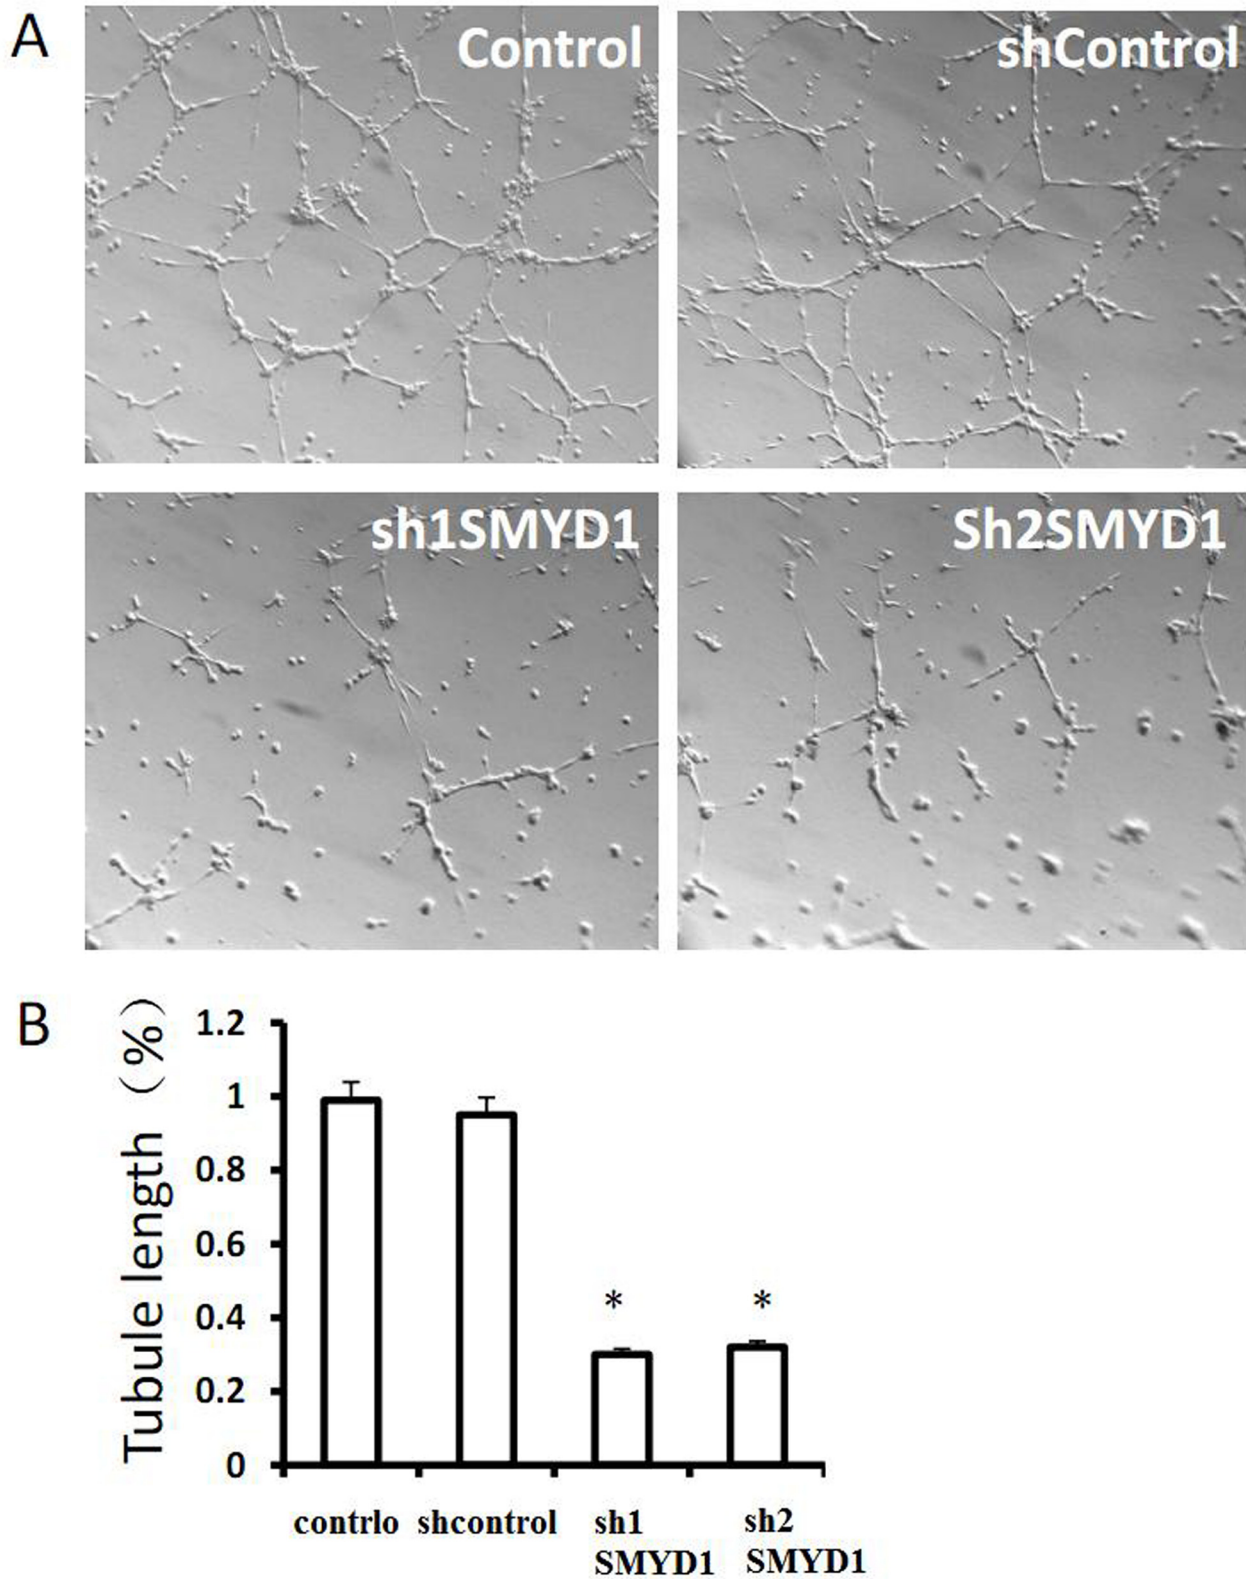 A
Control
shControl
sh1SMYD1
Sh2SMYD1
B
Tubule length (%)
1.2
1
0.8
0.6
0.4
0.2
0
* *
contrlo shcontrol sh1 sh2
SMYD1 SMYD1